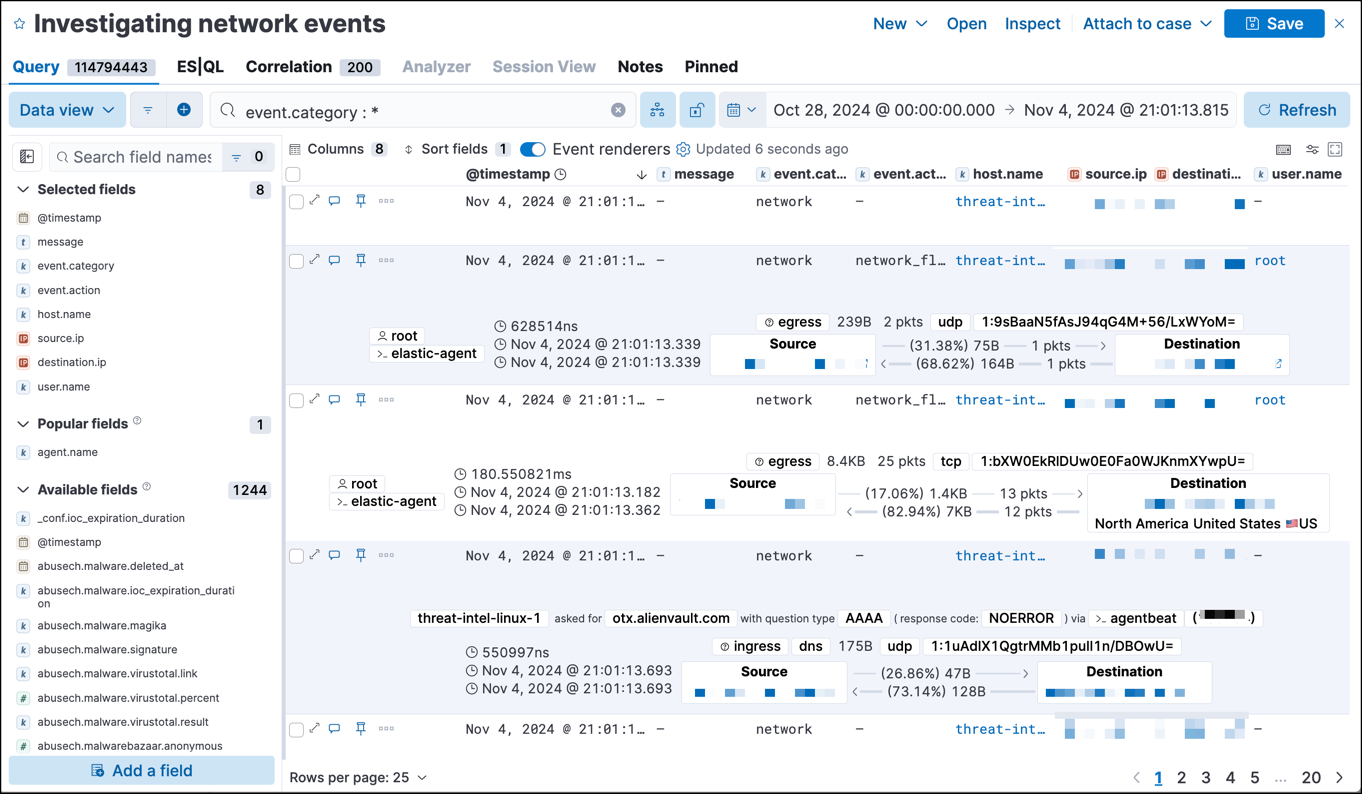 Investigating network events New Open Inspect Attach to case Save
Query 114794443 ES|QL Correlation 200 Analyzer Session View Notes Pinned
Data view event.category : * Oct 28, 2024 @ 00:00:00.000 → Nov 4, 2024 @ 21:01:13.815 Refresh
Search field names 0
Columns 8 Sort fields 1 Event renderers Updated 6 seconds ago
Selected fields 8
@timestamp
message
event.category
event.action
host.name
source.ip
destination.ip
user.name
Popular fields 1
agent.name
Available fields 1244
_conf.ioc_expiration_duration
@timestamp
abusech.malware.deleted_at
abusech.malware.ioc_expiration_durati
on
abusech.malware.magika
abusech.malware.signature
abusech.malware.virustotal.link
abusech.malware.virustotal.percent
abusech.malware.virustotal.result
abusech.malwarebazaar.anonymous
Add a field
@timestamp message event.cat... event.act... host.name source.ip destinati... user.name
Nov 4, 2024 @ 21:01:1... — network — threat-int... —
Nov 4, 2024 @ 21:01:1... — network network_fl... threat-int... root
egress 239B 2 pkts udp 1:9sBaaN5fAsJ94qG4M+56/LxWYoM=
root 628514ns
elastic-agent Nov 4, 2024 @ 21:01:13.339 Source (31.38%) 75B 1 pkts Destination
Nov 4, 2024 @ 21:01:13.339 (68.62%) 164B 1 pkts
Nov 4, 2024 @ 21:01:1... — network network_fl... threat-int... root
egress 8.4KB 25 pkts tcp 1:bXW0EkRlDUw0E0Fa0WJKnmXYwpU=
root 180.550821ms
elastic-agent Nov 4, 2024 @ 21:01:13.182 Source (17.06%) 1.4KB 13 pkts Destination
Nov 4, 2024 @ 21:01:13.362 (82.94%) 7KB 12 pkts
North America United States 🇺🇸US
Nov 4, 2024 @ 21:01:1... — network — threat-int... —
threat-intel-linux-1 asked for otx.alienvault.com with question type AAAA ( response code: NOERROR ) via >_ agentbeat ( .)
ingress dns 175B udp 1:1uAdlX1QgtrMMb1pull1n/DBOwU=
550997ns
Nov 4, 2024 @ 21:01:13.693 Source (26.86%) 47B Destination
Nov 4, 2024 @ 21:01:13.693 (73.14%) 128B
Nov 4, 2024 @ 21:01:1... — network — threat-int... —
Rows per page: 25 1 2 3 4 5 ... 20